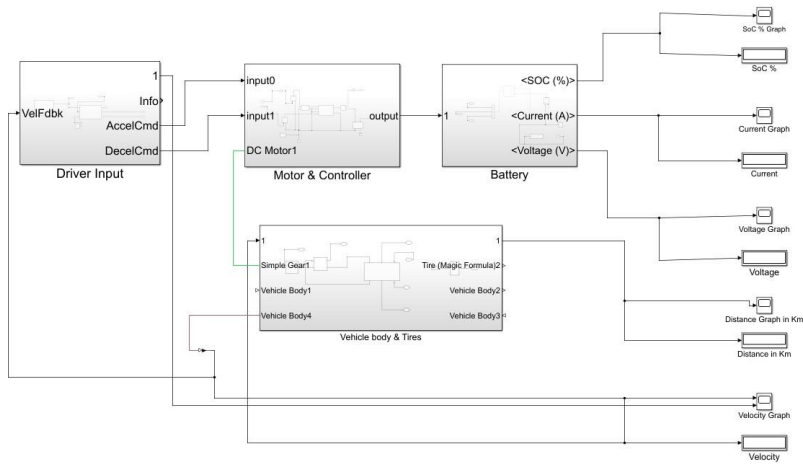 SoC % Graph
SoC %
1
Info
VelFdbk
AccelCmd
DecelCmd
Driver Input
input0
input1
output
DC Motor1
Motor & Controller
1
<SOC (%)>
<Current (A)>
<Voltage (V)>
Battery
Current Graph
Current
Voltage Graph
Voltage
1
1
Simple Gear1
Tire (Magic Formula)2
Vehicle Body1
Vehicle Body2
Vehicle Body4
Vehicle Body3
Vehicle body & Tires
Distance Graph in Km
Distance in Km
Velocity Graph
Velocity